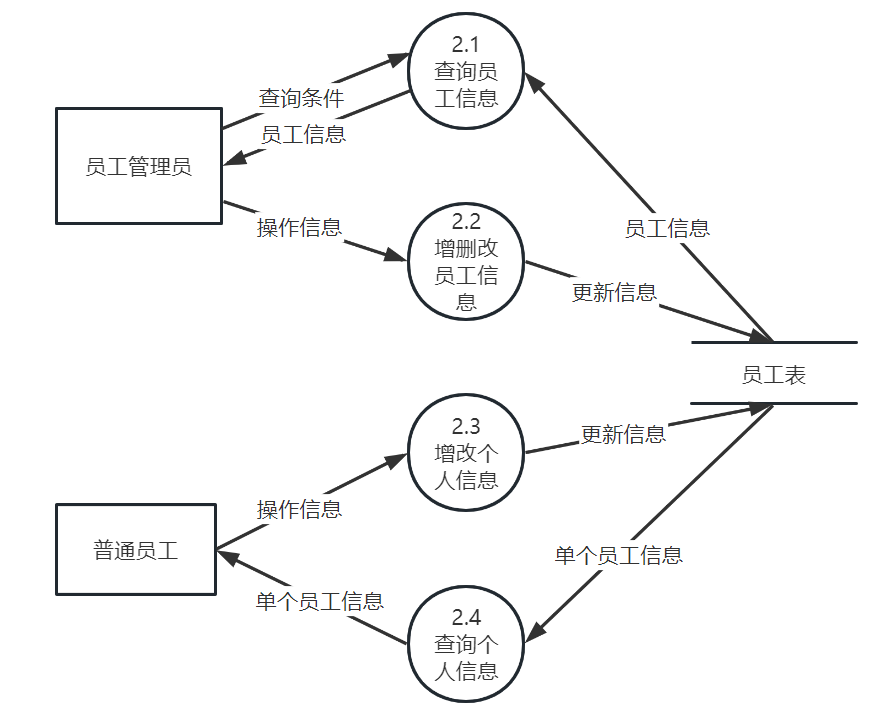 2.1
查询员
工信息
查询条件
员工信息
员工管理员
操作信息
2.2
增删改
员工信
息
员工信息
更新信息
员工表
2.3
增改个
人信息
更新信息
操作信息
普通员工
单个员工信息
单个员工信息
2.4
查询个
人信息